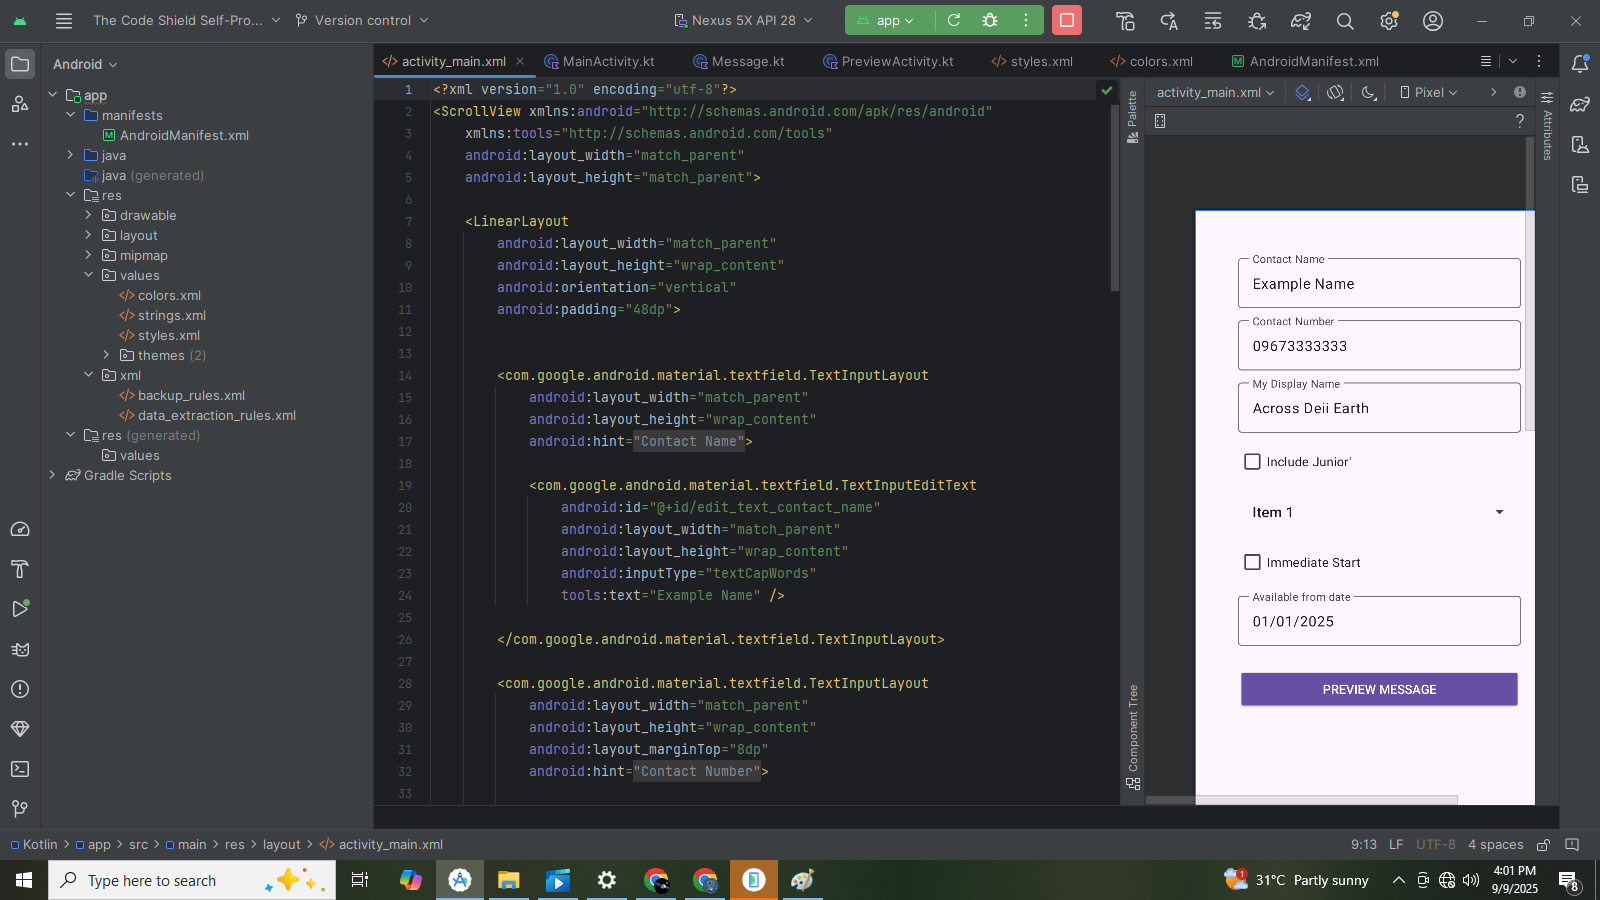 The Code Shield Self-Pro...
Version control
Nexus 5X API 28
app
Android
activity_main.xml
MainActivity.kt
Message.kt
PreviewActivity.kt
styles.xml
colors.xml
AndroidManifest.xml
app
manifests
AndroidManifest.xml
java
java (generated)
res
drawable
layout
mipmap
values
colors.xml
strings.xml
styles.xml
themes (2)
xml
backup_rules.xml
data_extraction_rules.xml
res (generated)
values
Gradle Scripts
1 <?xml version="1.0" encoding="utf-8"?>
2 <ScrollView xmlns:android="http://schemas.android.com/apk/res/android"
3 xmlns:tools="http://schemas.android.com/tools"
4 android:layout_width="match_parent"
5 android:layout_height="match_parent">
6
7 <LinearLayout
8 android:layout_width="match_parent"
9 android:layout_height="wrap_content"
10 android:orientation="vertical"
11 android:padding="48dp">
12
13
14 <com.google.android.material.textfield.TextInputLayout
15 android:layout_width="match_parent"
16 android:layout_height="wrap_content"
17 android:hint="Contact Name">
18
19 <com.google.android.material.textfield.TextInputEditText
20 android:id="@+id/edit_text_contact_name"
21 android:layout_width="match_parent"
22 android:layout_height="wrap_content"
23 android:inputType="textCapWords"
24 tools:text="Example Name" />
25
26 </com.google.android.material.textfield.TextInputLayout>
27
28 <com.google.android.material.textfield.TextInputLayout
29 android:layout_width="match_parent"
30 android:layout_height="wrap_content"
31 android:layout_marginTop="8dp"
32 android:hint="Contact Number">
33
Palette
Component Tree
activity_main.xml
Pixel
?
Attributes
Contact Name
Example Name
Contact Number
09673333333
My Display Name
Across Deii Earth
Include Junior'
Item 1
Immediate Start
Available from date
01/01/2025
PREVIEW MESSAGE
Kotlin
app
src
main
res
layout
activity_main.xml
9:13 LF UTF-8 4 spaces
Type here to search
1
31°C Partly sunny
4:01 PM
9/9/2025
8